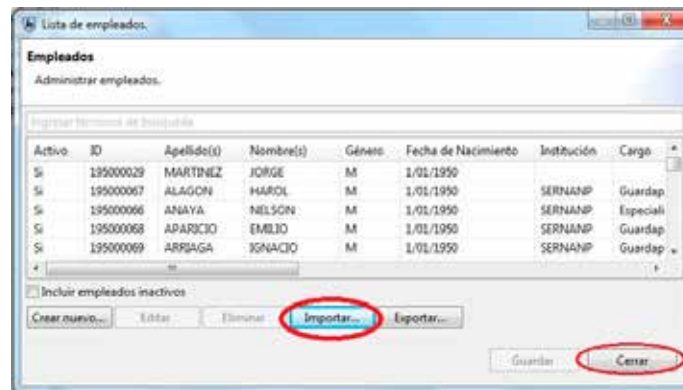 Lista de empleados.
Empleados
Administrar empleados.
Ingresar términos de búsqueda
Activo ID Apellido(s) Nombre(s) Género Fecha de Nacimiento Institución Cargo
Si 195000029 MARTINEZ JORGE M 1/01/1950
Si 195000067 ALAGON HAROL M 1/01/1950 SERNANP Guardap
Si 195000066 ANAYA NELSON M 1/01/1950 SERNANP Especiali
Si 195000068 APARICIO EMILIO M 1/01/1950 SERNANP Guardap
Si 195000069 ARRIAGA IGNACIO M 1/01/1950 SERNANP Guardap
Incluir empleados inactivos
Crear nuevo... Editar Eliminar Importar... Exportar...
Guardar Cerrar